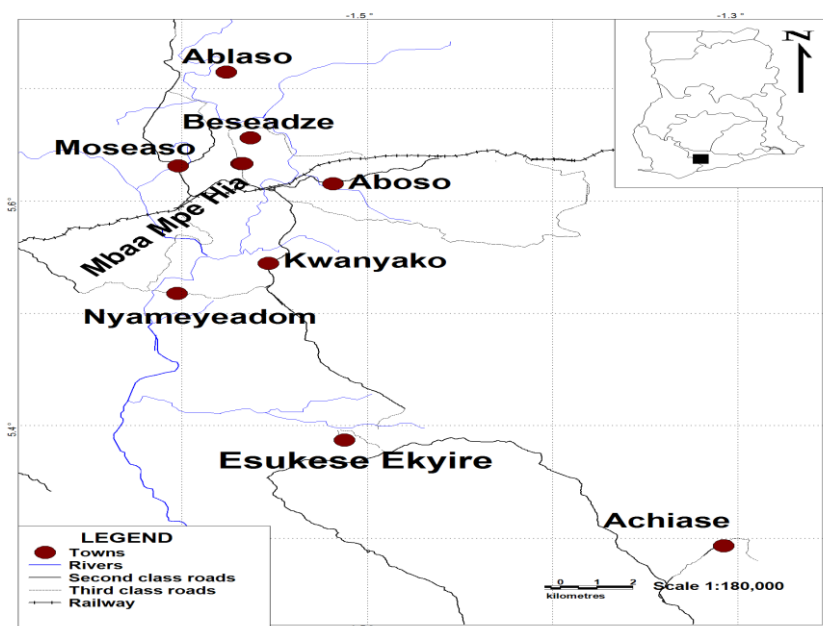 -1.5 °
-1.3 °
N
Ablaso
Beseadze
Moseaso
Aboso
5.6
Mbaa Mpe Hia
Kwanyako
Nyameyeadom
5.4
Esukese Ekyire
Achiase
LEGEND
Towns
Rivers
Second class roads
Third class roads
Railway
0 1 2
kilometres
Scale 1:180,000